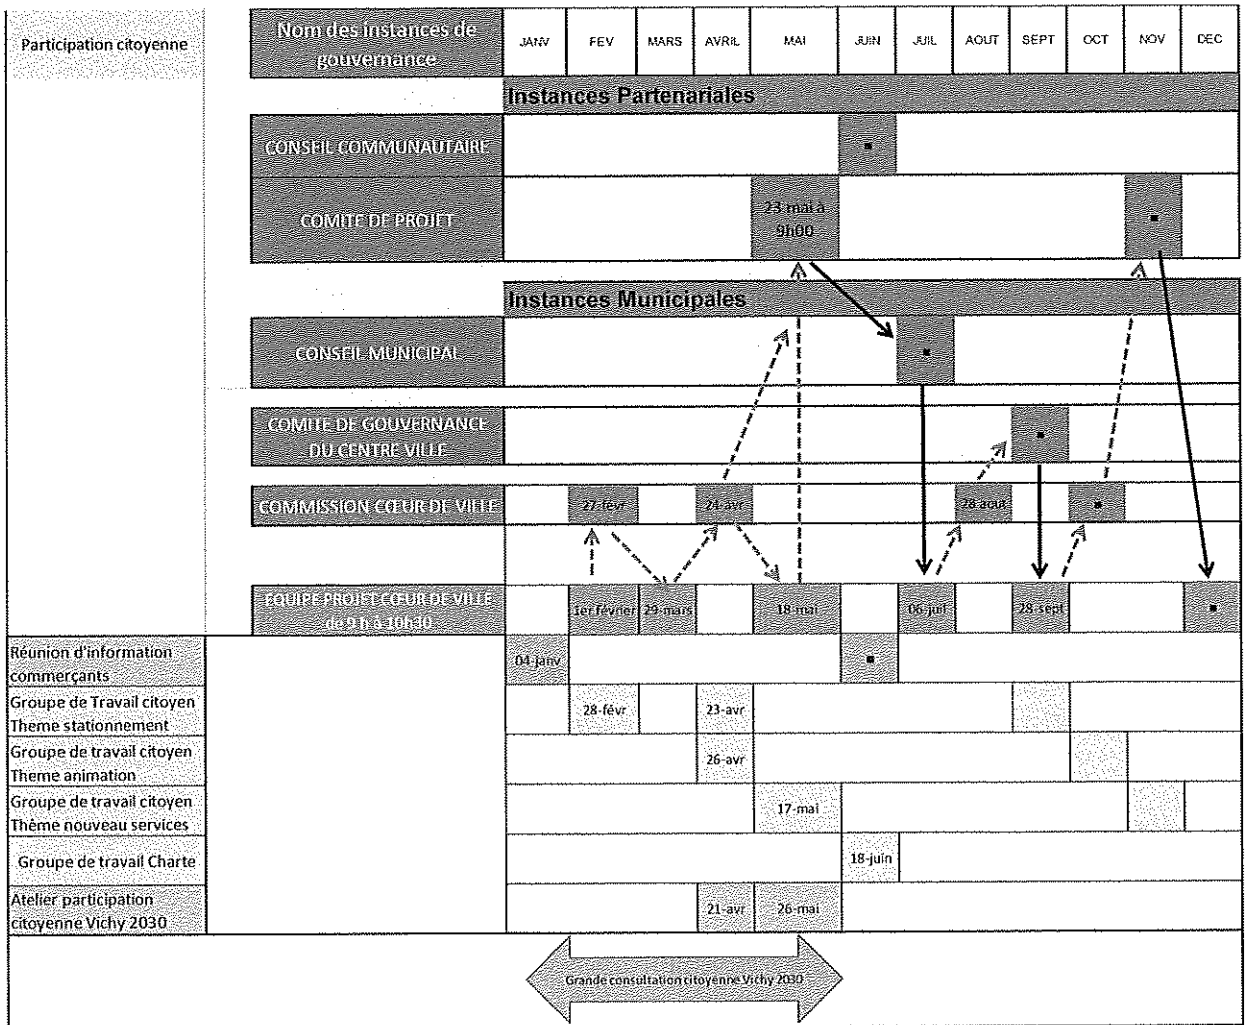 Participation citoyenne
Nom des instances de
gouvernance
JANV FEV MARS AVRIL MAI JUIN JUIL AOUT SEPT OCT NOV DEC
Instances Partenariales
CONSEIL COMMUNAUTAIRE
COMITE DE PROJET
23 mai à
9h00
Instances Municipales
CONSEIL MUNICIPAL
COMITE DE GOUVERNANCE
DU CENTRE VILLE
COMMISSION CŒUR DE VILLE 27-févr 24-avr 28-aout
EQUIPE PROJET CŒUR DE VILLE
de 9 h à 10h30
1er février 29-mars 18-mai 06-juil 28-sept
Réunion d'information
commerçants
04-janv
Groupe de Travail citoyen
Theme stationnement
28-févr 23-avr
Groupe de travail citoyen
Theme animation
26-avr
Groupe de travail citoyen
Thème nouveau services
17-mai
Groupe de travail Charte 18-juin
Atelier participation
citoyenne Vichy 2030
21-avr 26-mai
Grande consultation citoyenne Vichy 2030